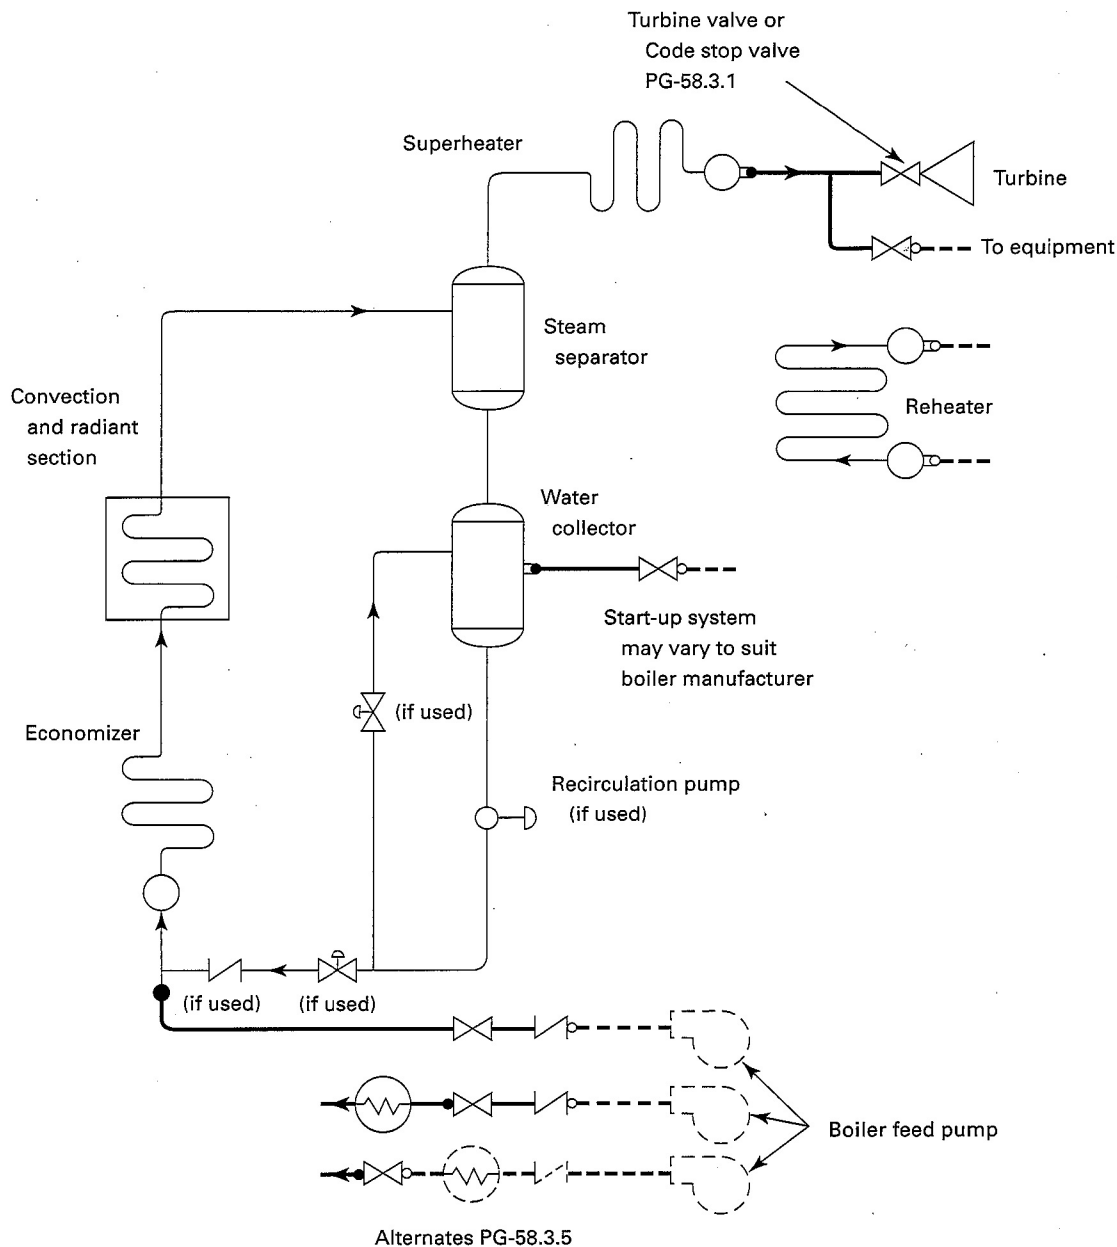 Turbine valve or
Code stop valve
PG-58.3.1
Superheater
Turbine
To equipment
Steam
separator
Convection
and radiant
section
Reheater
Water
collector
Start-up system
may vary to suit
boiler manufacturer
(if used)
Economizer
Recirculation pump
(if used)
(if used)
(if used)
Boiler feed pump
Alternates PG-58.3.5